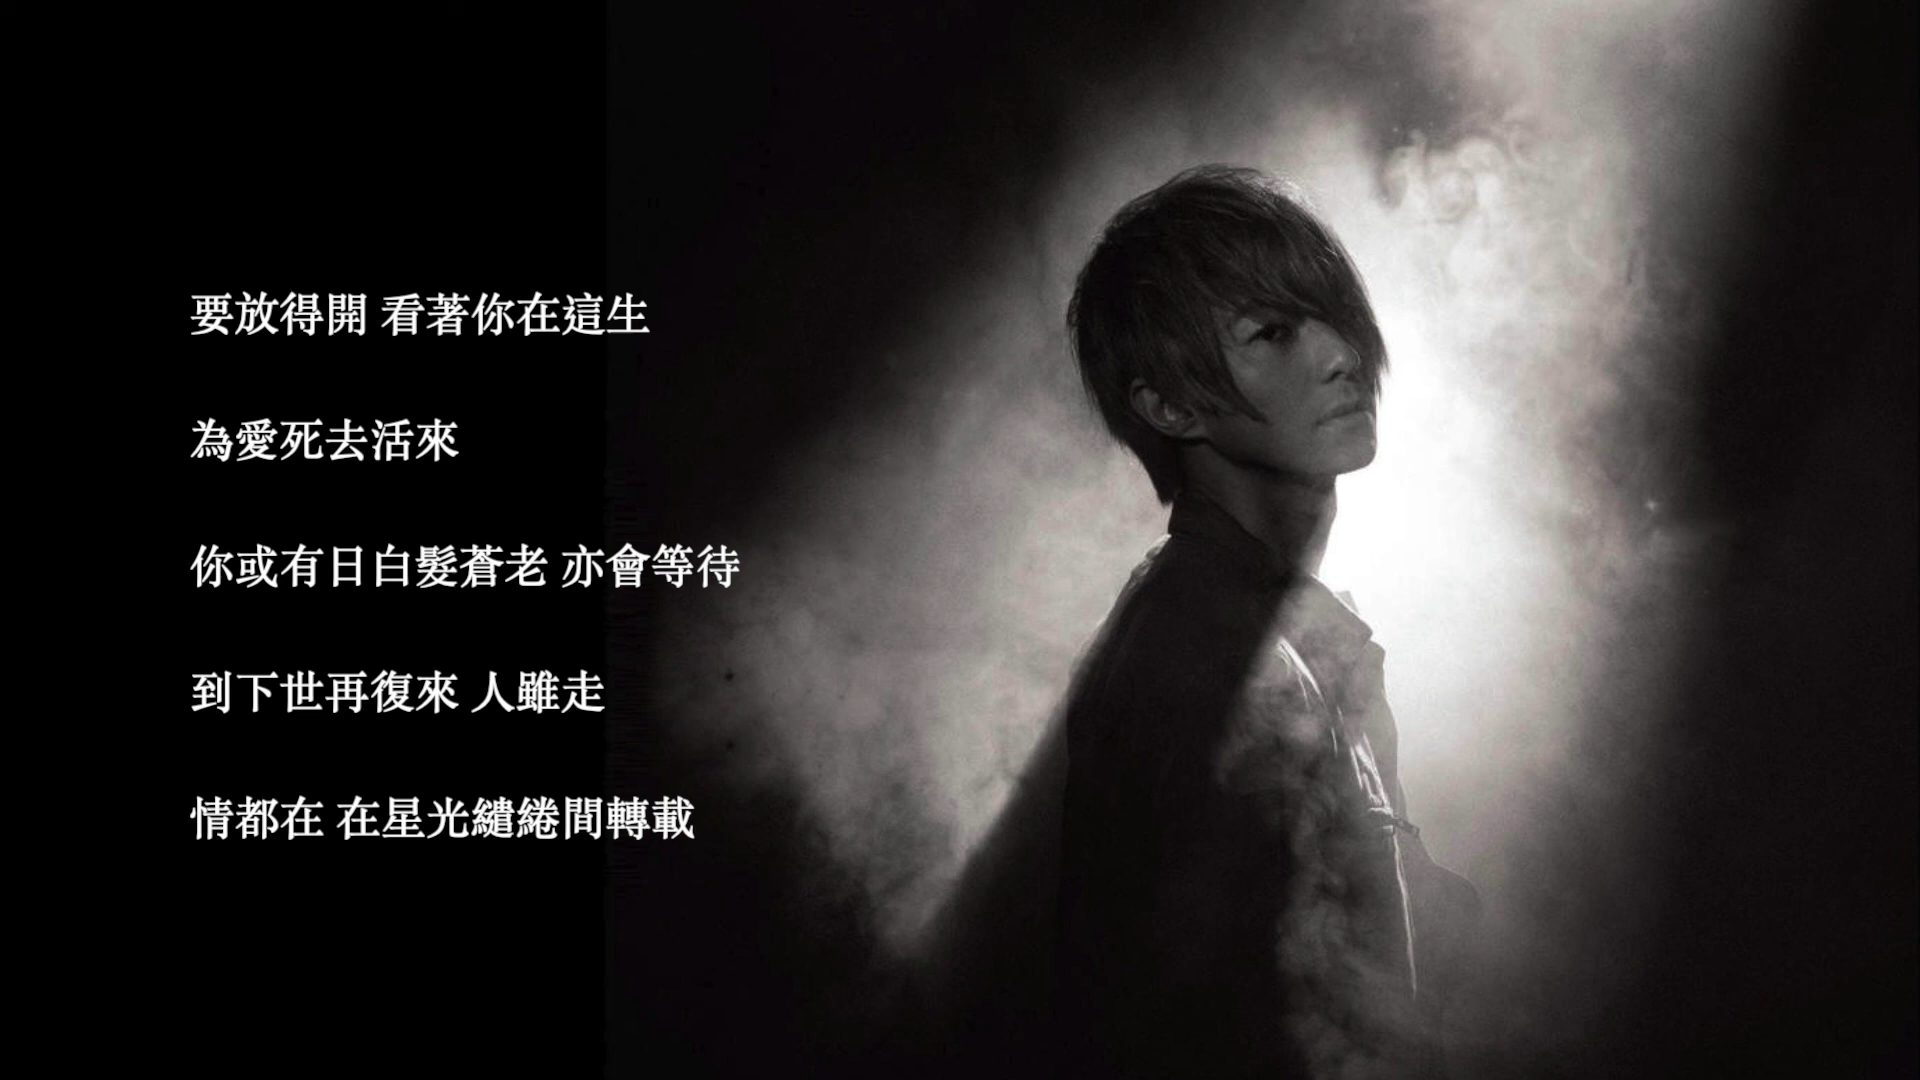 要放得開 看著你在這生
為愛死去活來
你或有日白髮蒼老 亦會等待
到下世再復來 人雖走
情都在 在星光繾綣間轉載